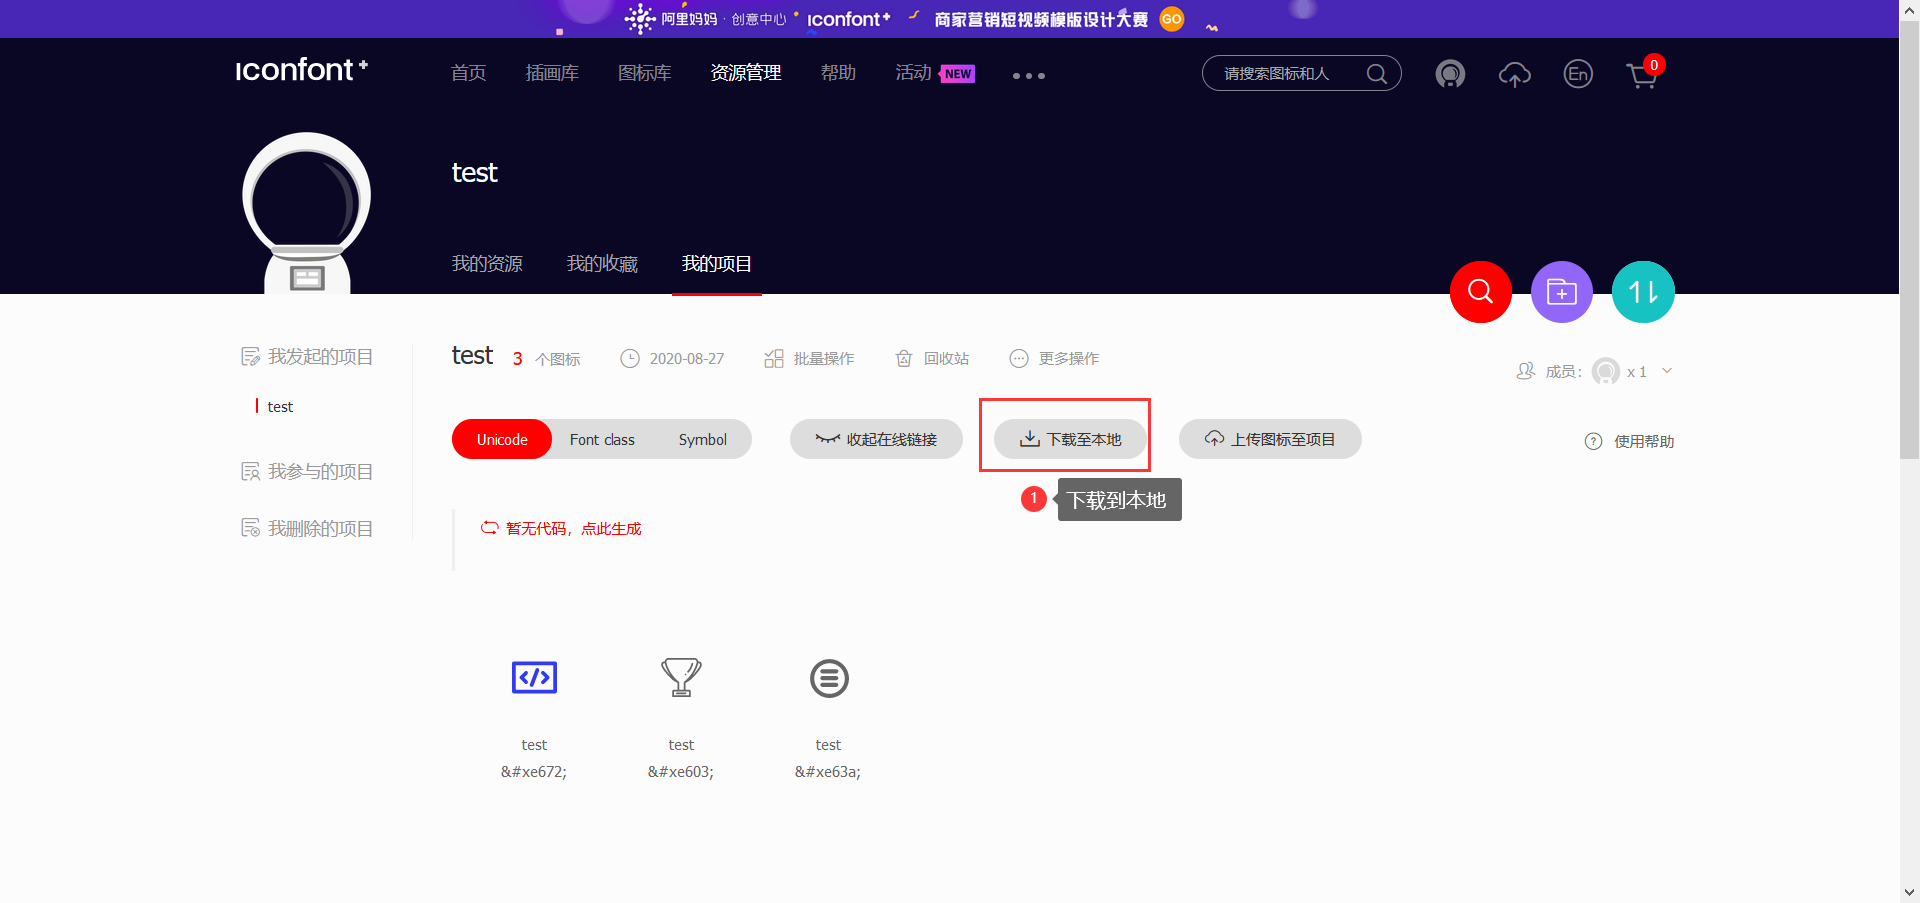 阿里妈妈 · 创意中心 iconfont+ 商家营销短视频模版设计大赛 GO
iconfont+ 首页 插画库 图标库 资源管理 帮助 活动 NEW 请搜索图标和人 En 0
test
我的资源 我的收藏 我的项目
我发起的项目
test
我参与的项目
我删除的项目
test 3 个图标 2020-08-27 批量操作 回收站 更多操作
成员： x 1
Unicode Font class Symbol 收起在线链接 下载至本地 上传图标至项目 使用帮助
1 下载到本地
暂无代码，点此生成
test test test
&#xe672; &#xe603; &#xe63a;